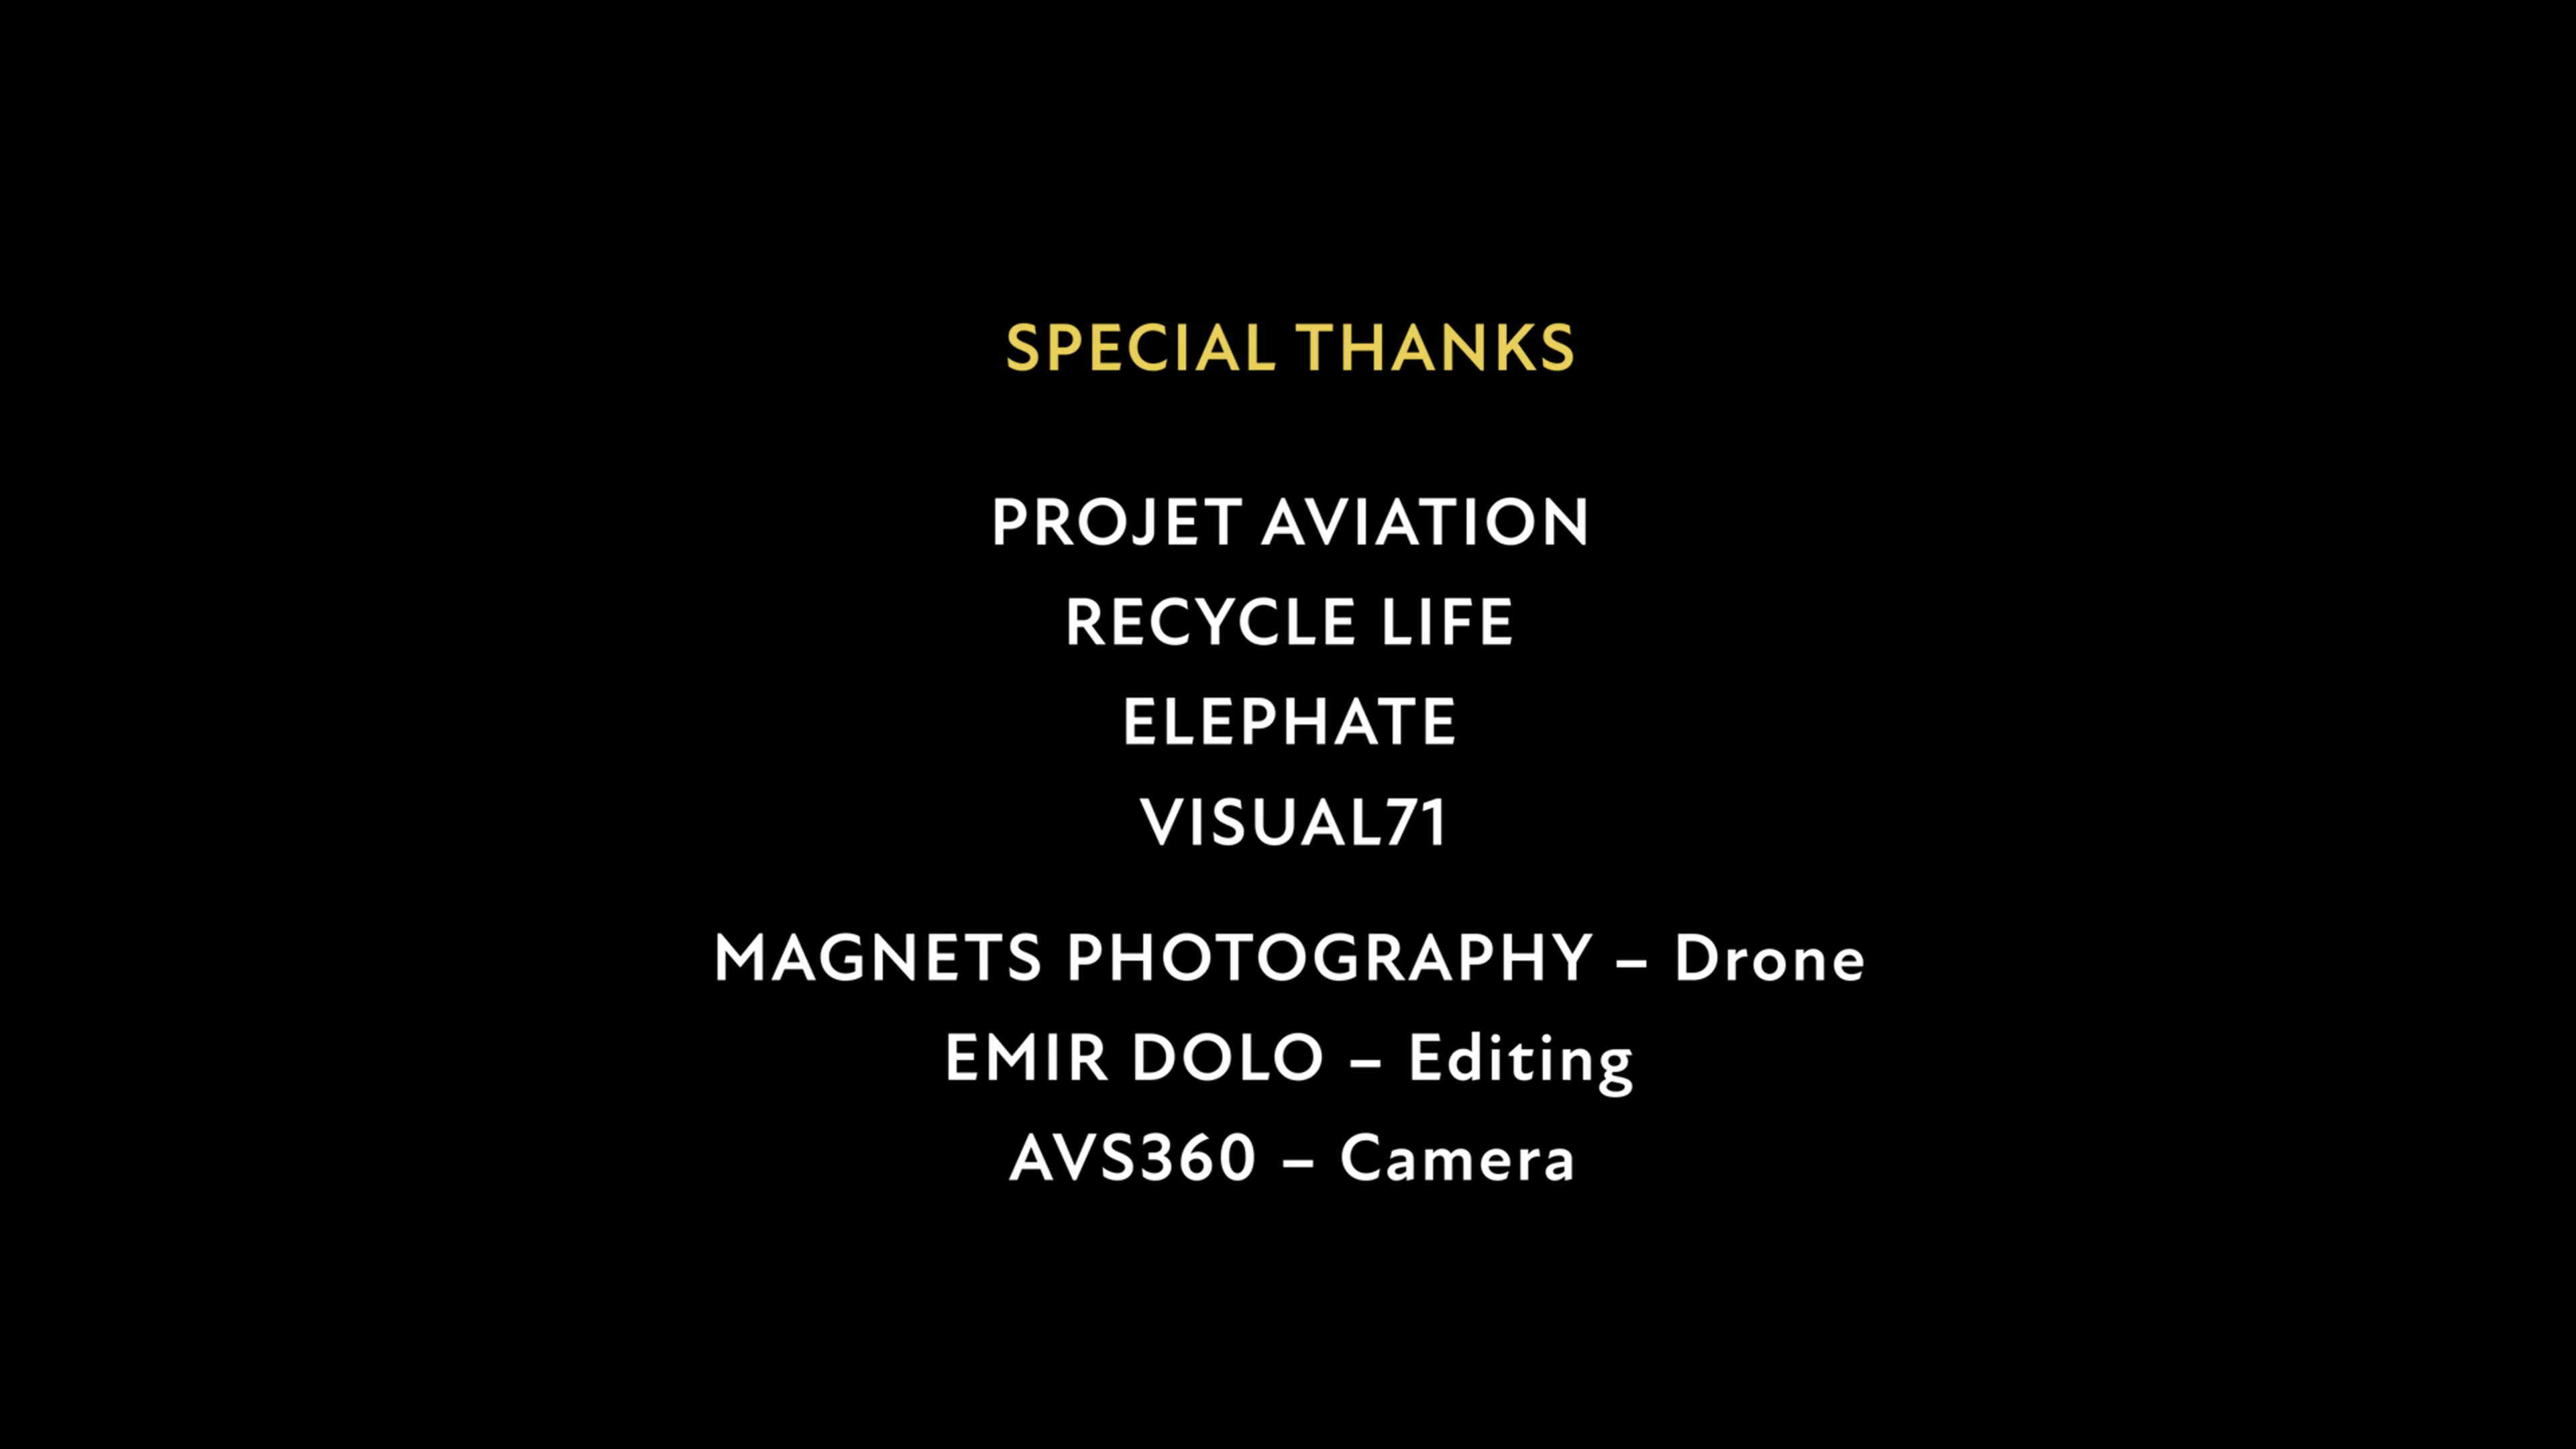 SPECIAL THANKS
PROJET AVIATION
RECYCLE LIFE
ELEPHATE
VISUAL71
MAGNETS PHOTOGRAPHY – Drone
EMIR DOLO – Editing
AVS360 – Camera